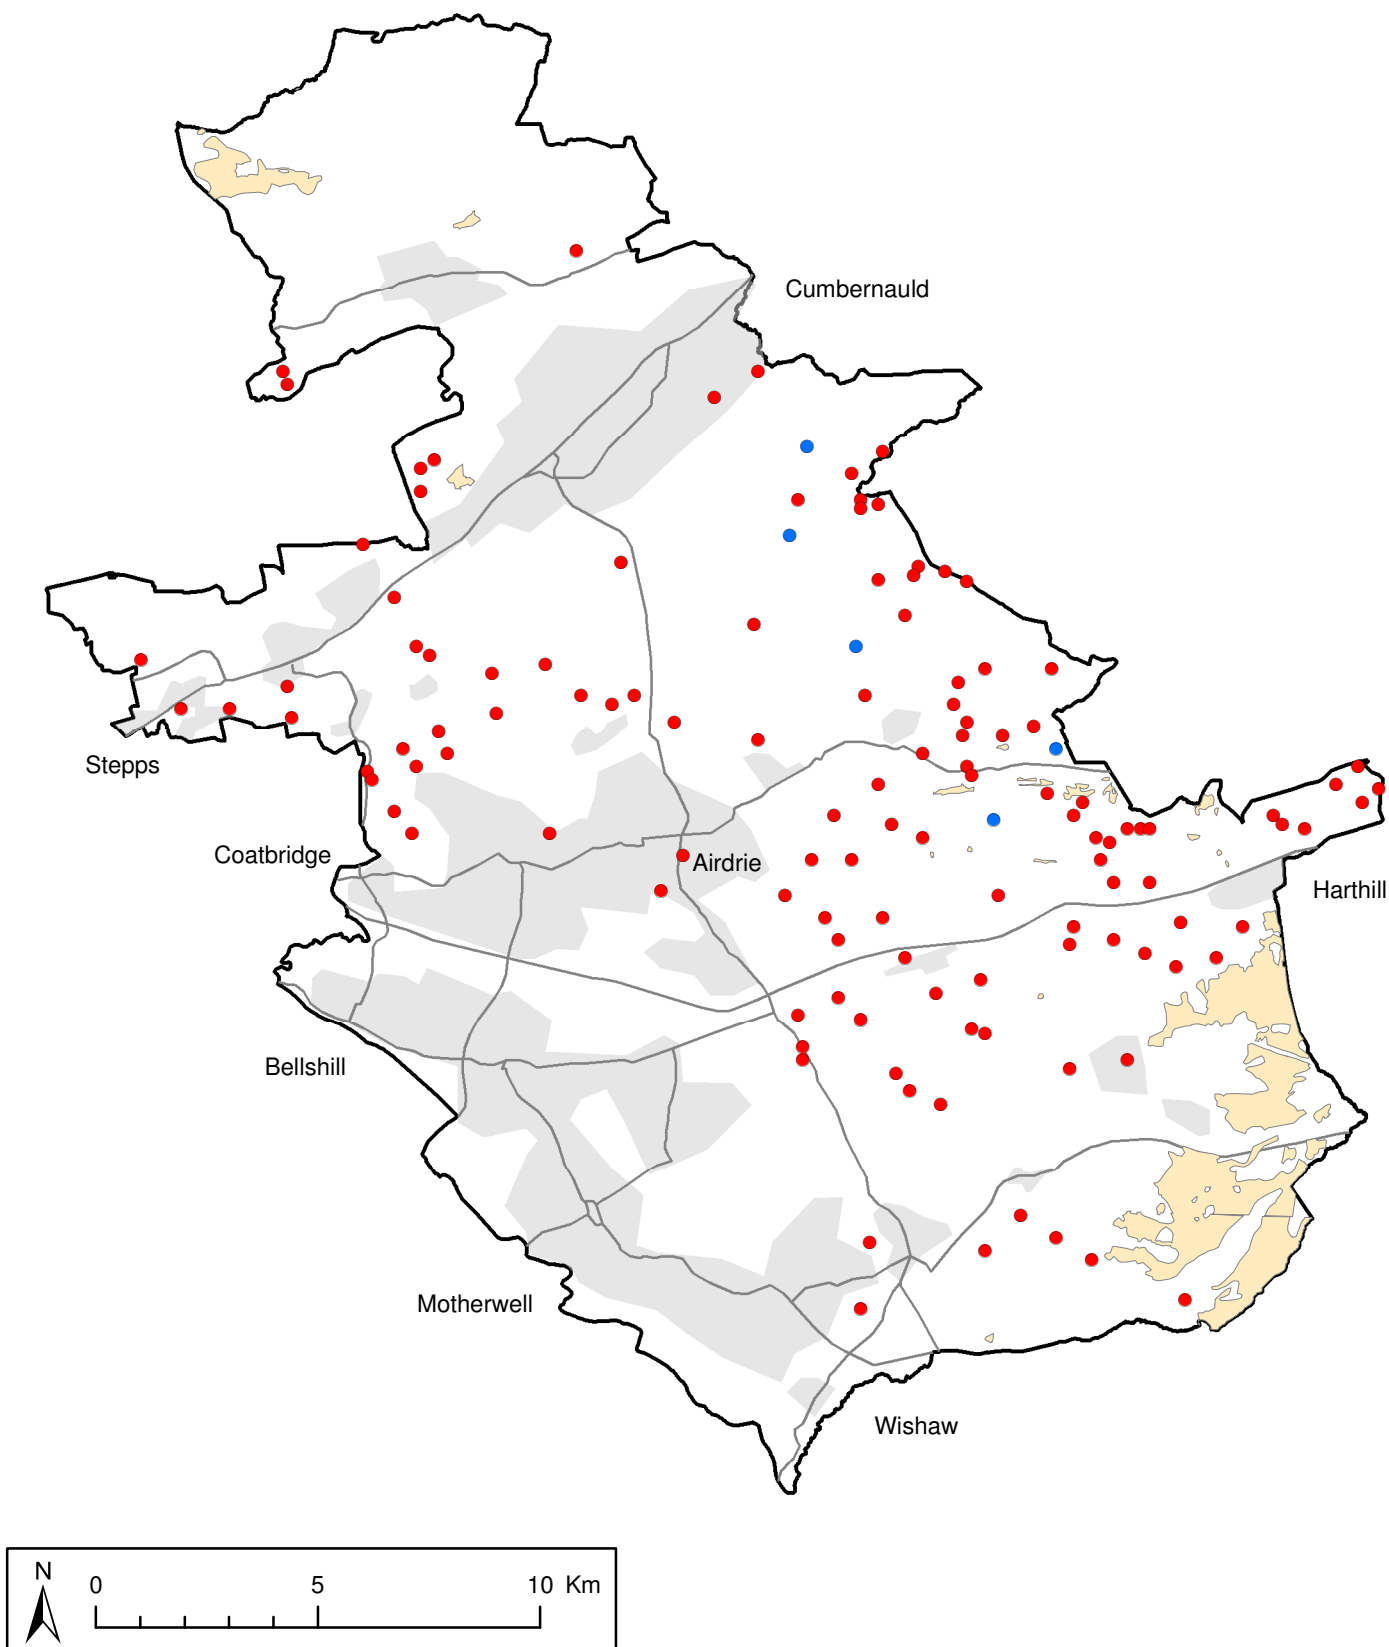 Cumbernauld
Stepps
Coatbridge
Airdrie
Harthill
Bellshill
Motherwell
Wishaw
N
0 5 10 Km